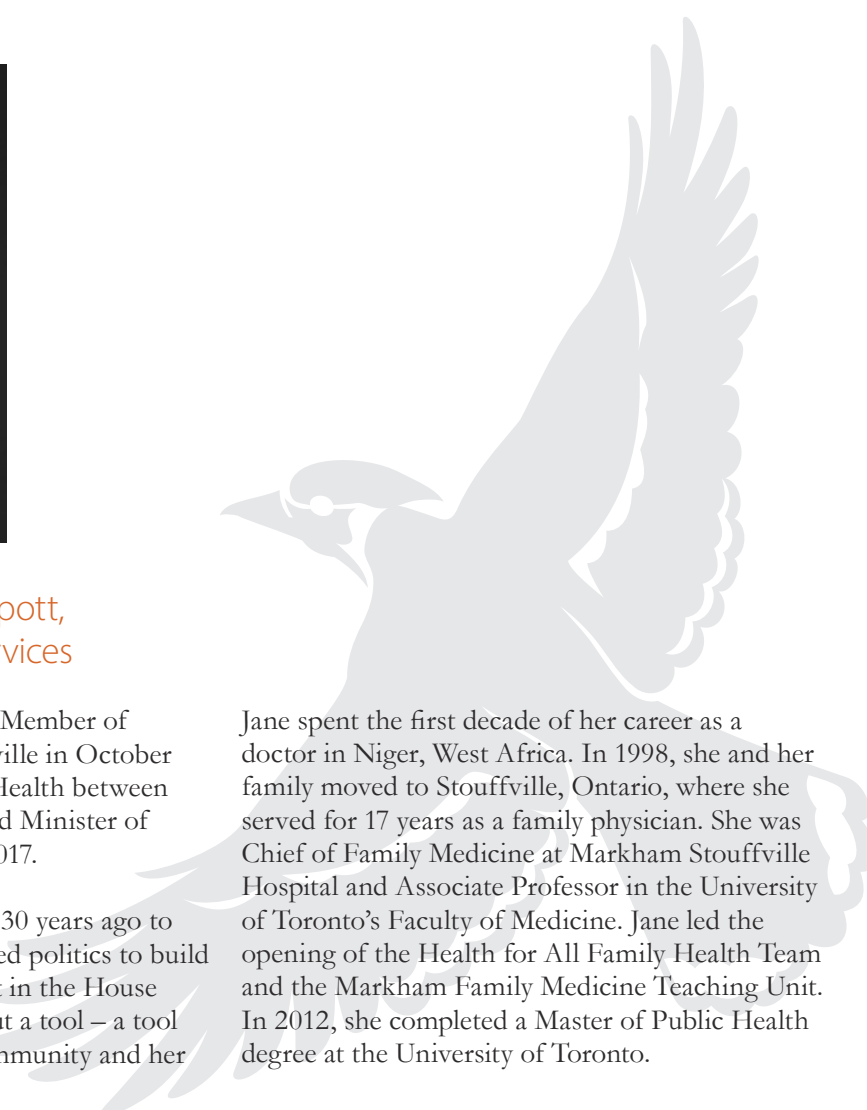 vices
Member of
ville in October
Health between
d Minister of
017.
30 years ago to
ed politics to build
in the House
ut a tool – a tool
mmunity and her
Jane spent the first decade of her career as a
doctor in Niger, West Africa. In 1998, she and her
family moved to Stouffville, Ontario, where she
served for 17 years as a family physician. She was
Chief of Family Medicine at Markham Stouffville
Hospital and Associate Professor in the University
of Toronto’s Faculty of Medicine. Jane led the
opening of the Health for All Family Health Team
and the Markham Family Medicine Teaching Unit.
In 2012, she completed a Master of Public Health
degree at the University of Toronto.